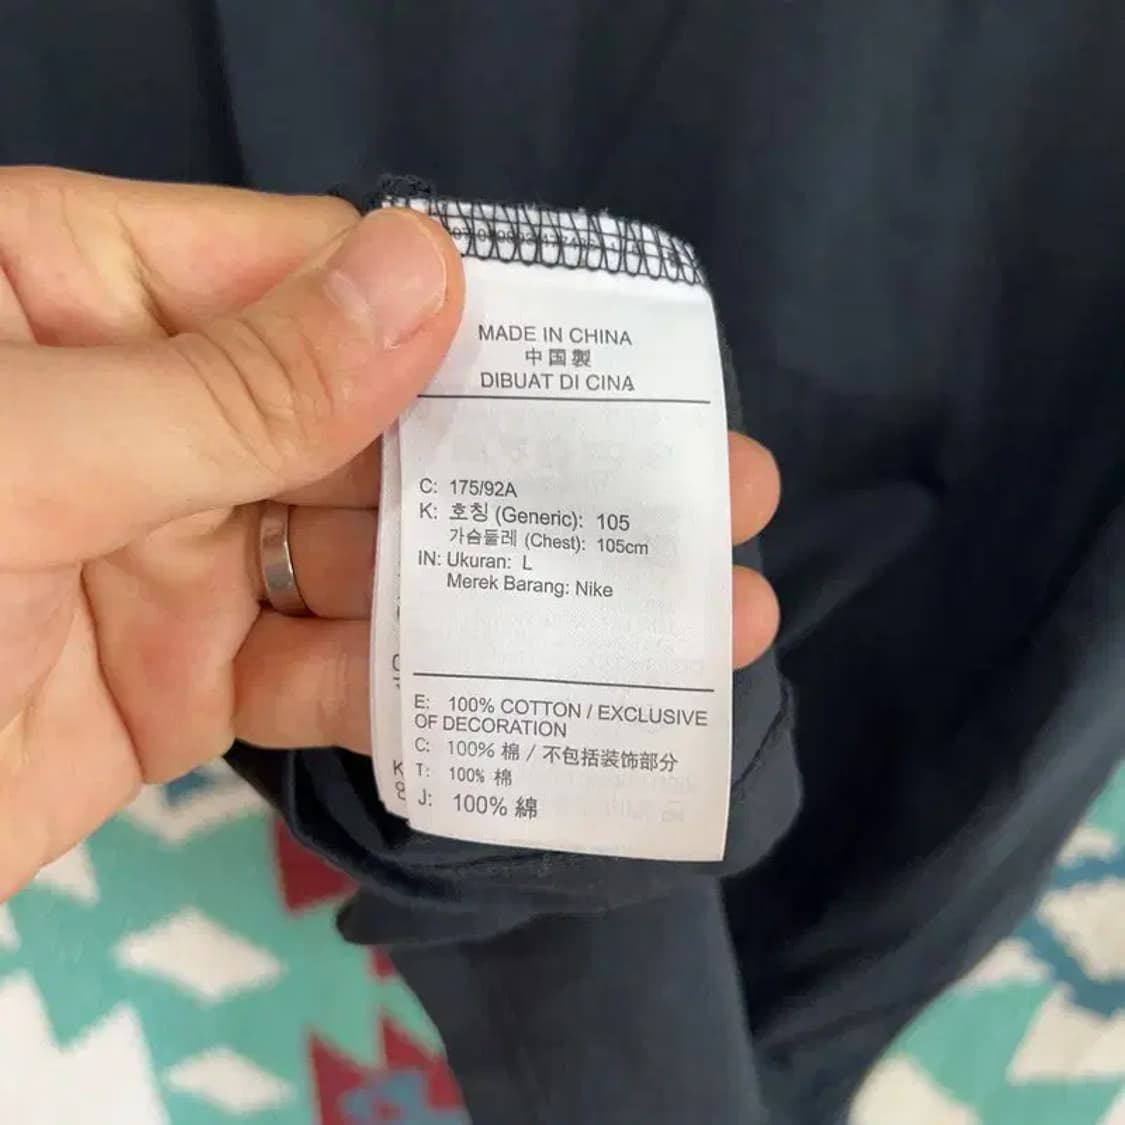 MADE IN CHINA
中国製
DIBUAT DI CINA
C: 175/92A
K: 호칭 (Generic): 105
가슴둘레 (Chest): 105cm
IN: Ukuran: L
Merek Barang: Nike
E: 100% COTTON / EXCLUSIVE
OF DECORATION
C: 100% 棉 / 不包括装饰部分
T: 100% 棉
J: 100% 綿